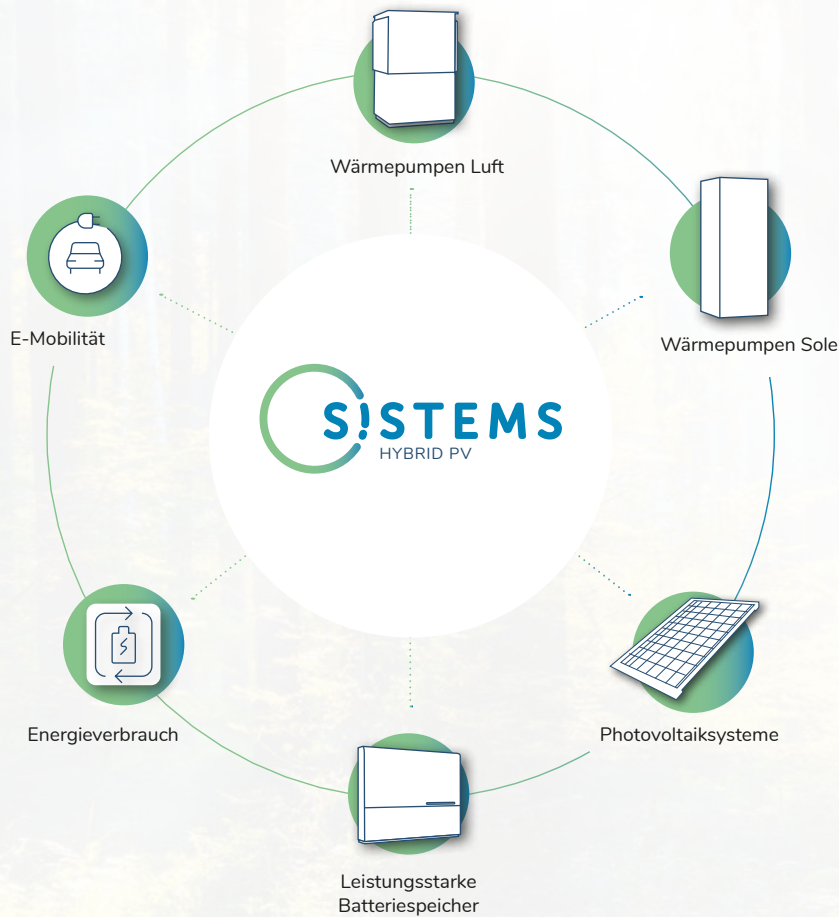 Wärmepumpen Luft
Wärmepumpen Sole
E-Mobilität
S!STEMS
HYBRID PV
Energieverbrauch
Photovoltaiksysteme
Leistungsstarke
Batteriespeicher